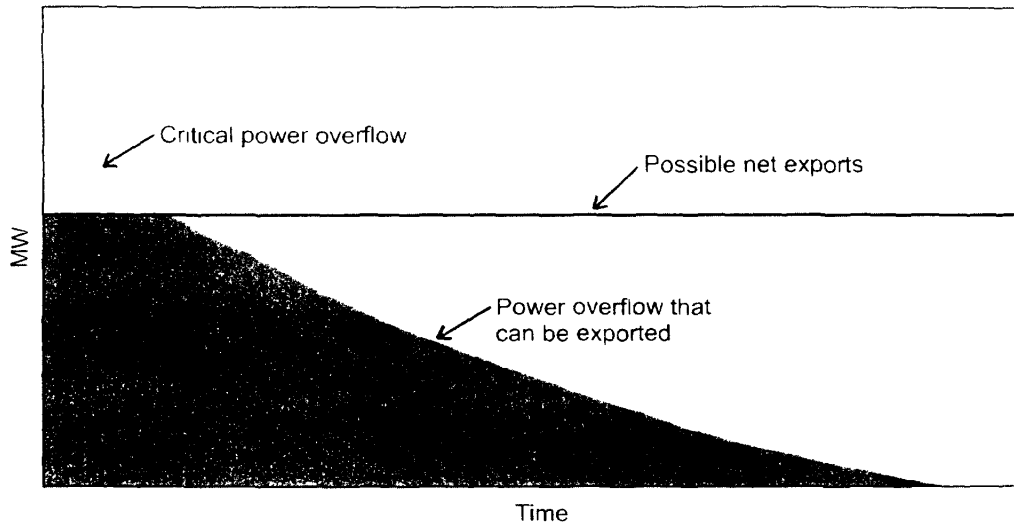 Critical power overflow
Possible net exports
MW
Power overflow that
can be exported
Time